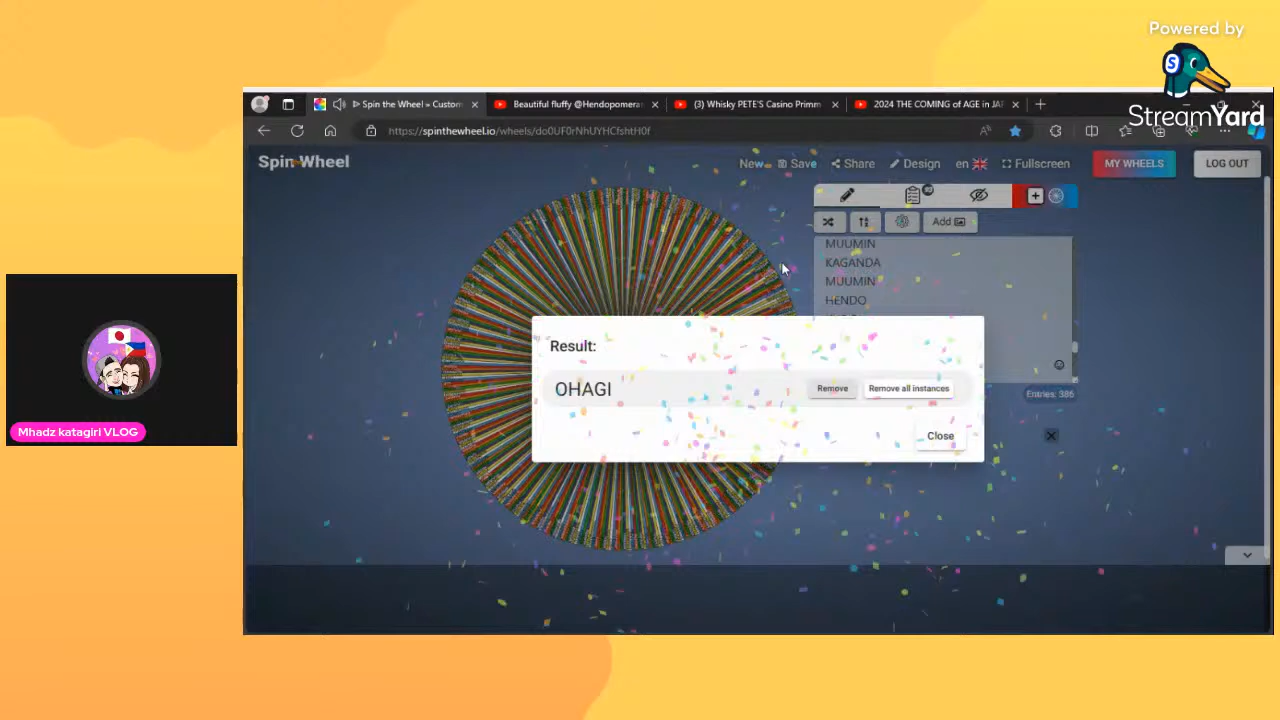 Powered by
StreamYard
Spin the Wheel = Custom
Beautiful fluffy @Hendopomeran
(3) Whisky PETE'S Casino Primm
2024 THE COMING of AGE in JAP
https://spinthewheel.io/wheels/do0UF0rNhUYHCfshtH0f
Spin Wheel
New
Save
Share
Design
en
Fullscreen
MY WHEELS
LOG OUT
Add
MUUMIN
KAGANDA
MUUMIN
HENDO
Result:
OHAGI
Remove
Remove all instances
Entries: 386
Close
Mhadz katagiri VLOG